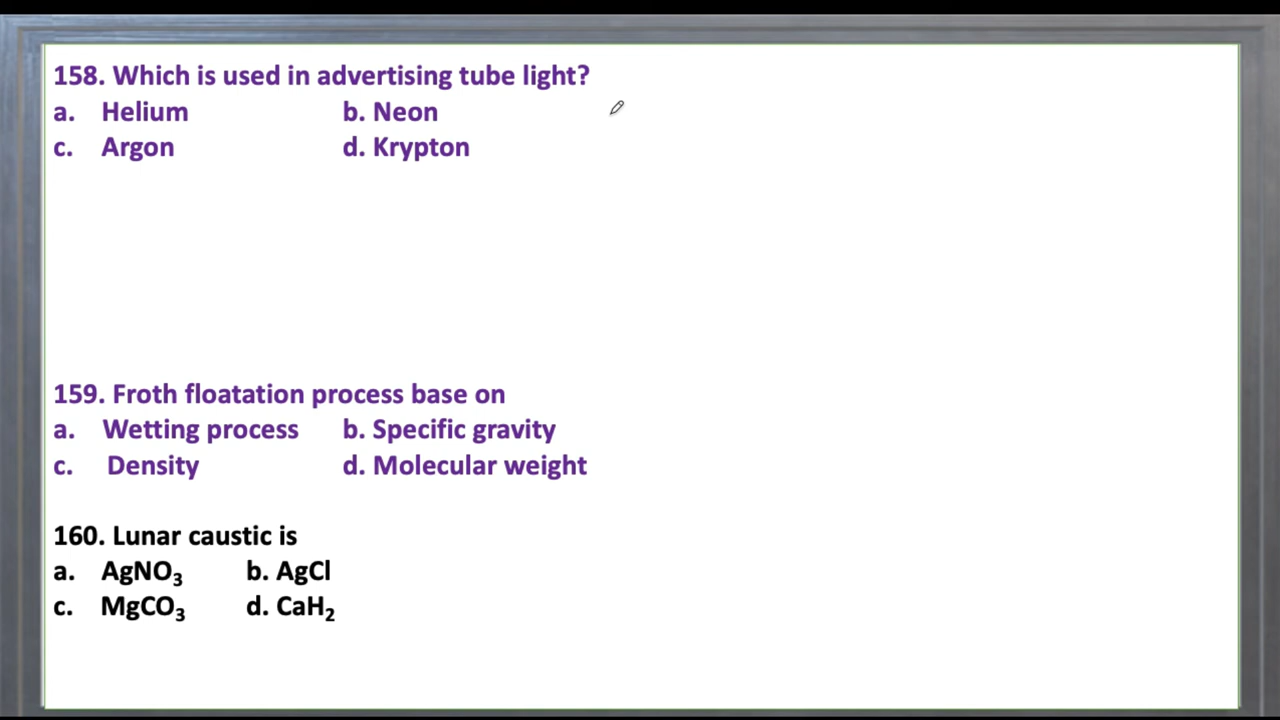 158. Which is used in advertising tube light?
a. Helium b. Neon
c. Argon d. Krypton
159. Froth floatation process base on
a. Wetting process b. Specific gravity
c. Density d. Molecular weight
160. Lunar caustic is
a. AgNO₃ b. AgCl
c. MgCO₃ d. CaH₂